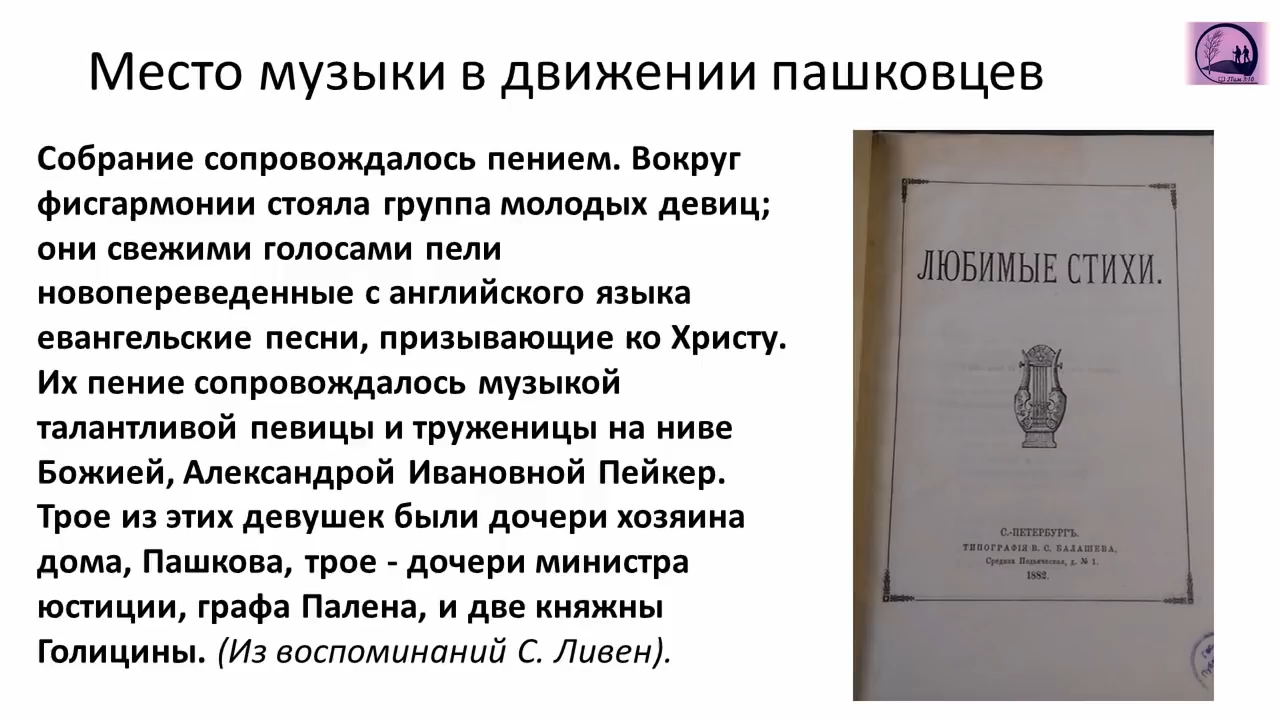 Место музыки в движении пашковцев
Собрание сопровождалось пением. Вокруг
фисгармонии стояла группа молодых девиц;
они свежими голосами пели
новопереведенные с английского языка
евангельские песни, призывающие ко Христу.
Их пение сопровождалось музыкой
талантливой певицы и труженицы на ниве
Божией, Александрой Ивановной Пейкер.
Трое из этих девушек были дочери хозяина
дома, Пашкова, трое - дочери министра
юстиции, графа Палена, и две княжны
Голицины. (Из воспоминаний С. Ливен).
ЛЮБИМЫЕ СТИХИ.
С.-ПЕТЕРБУРГЪ.
ТИПОГРАФІЯ В. С. БАЛАШЕВА,
Средняя Подъяческая, д. № 1.
1882.